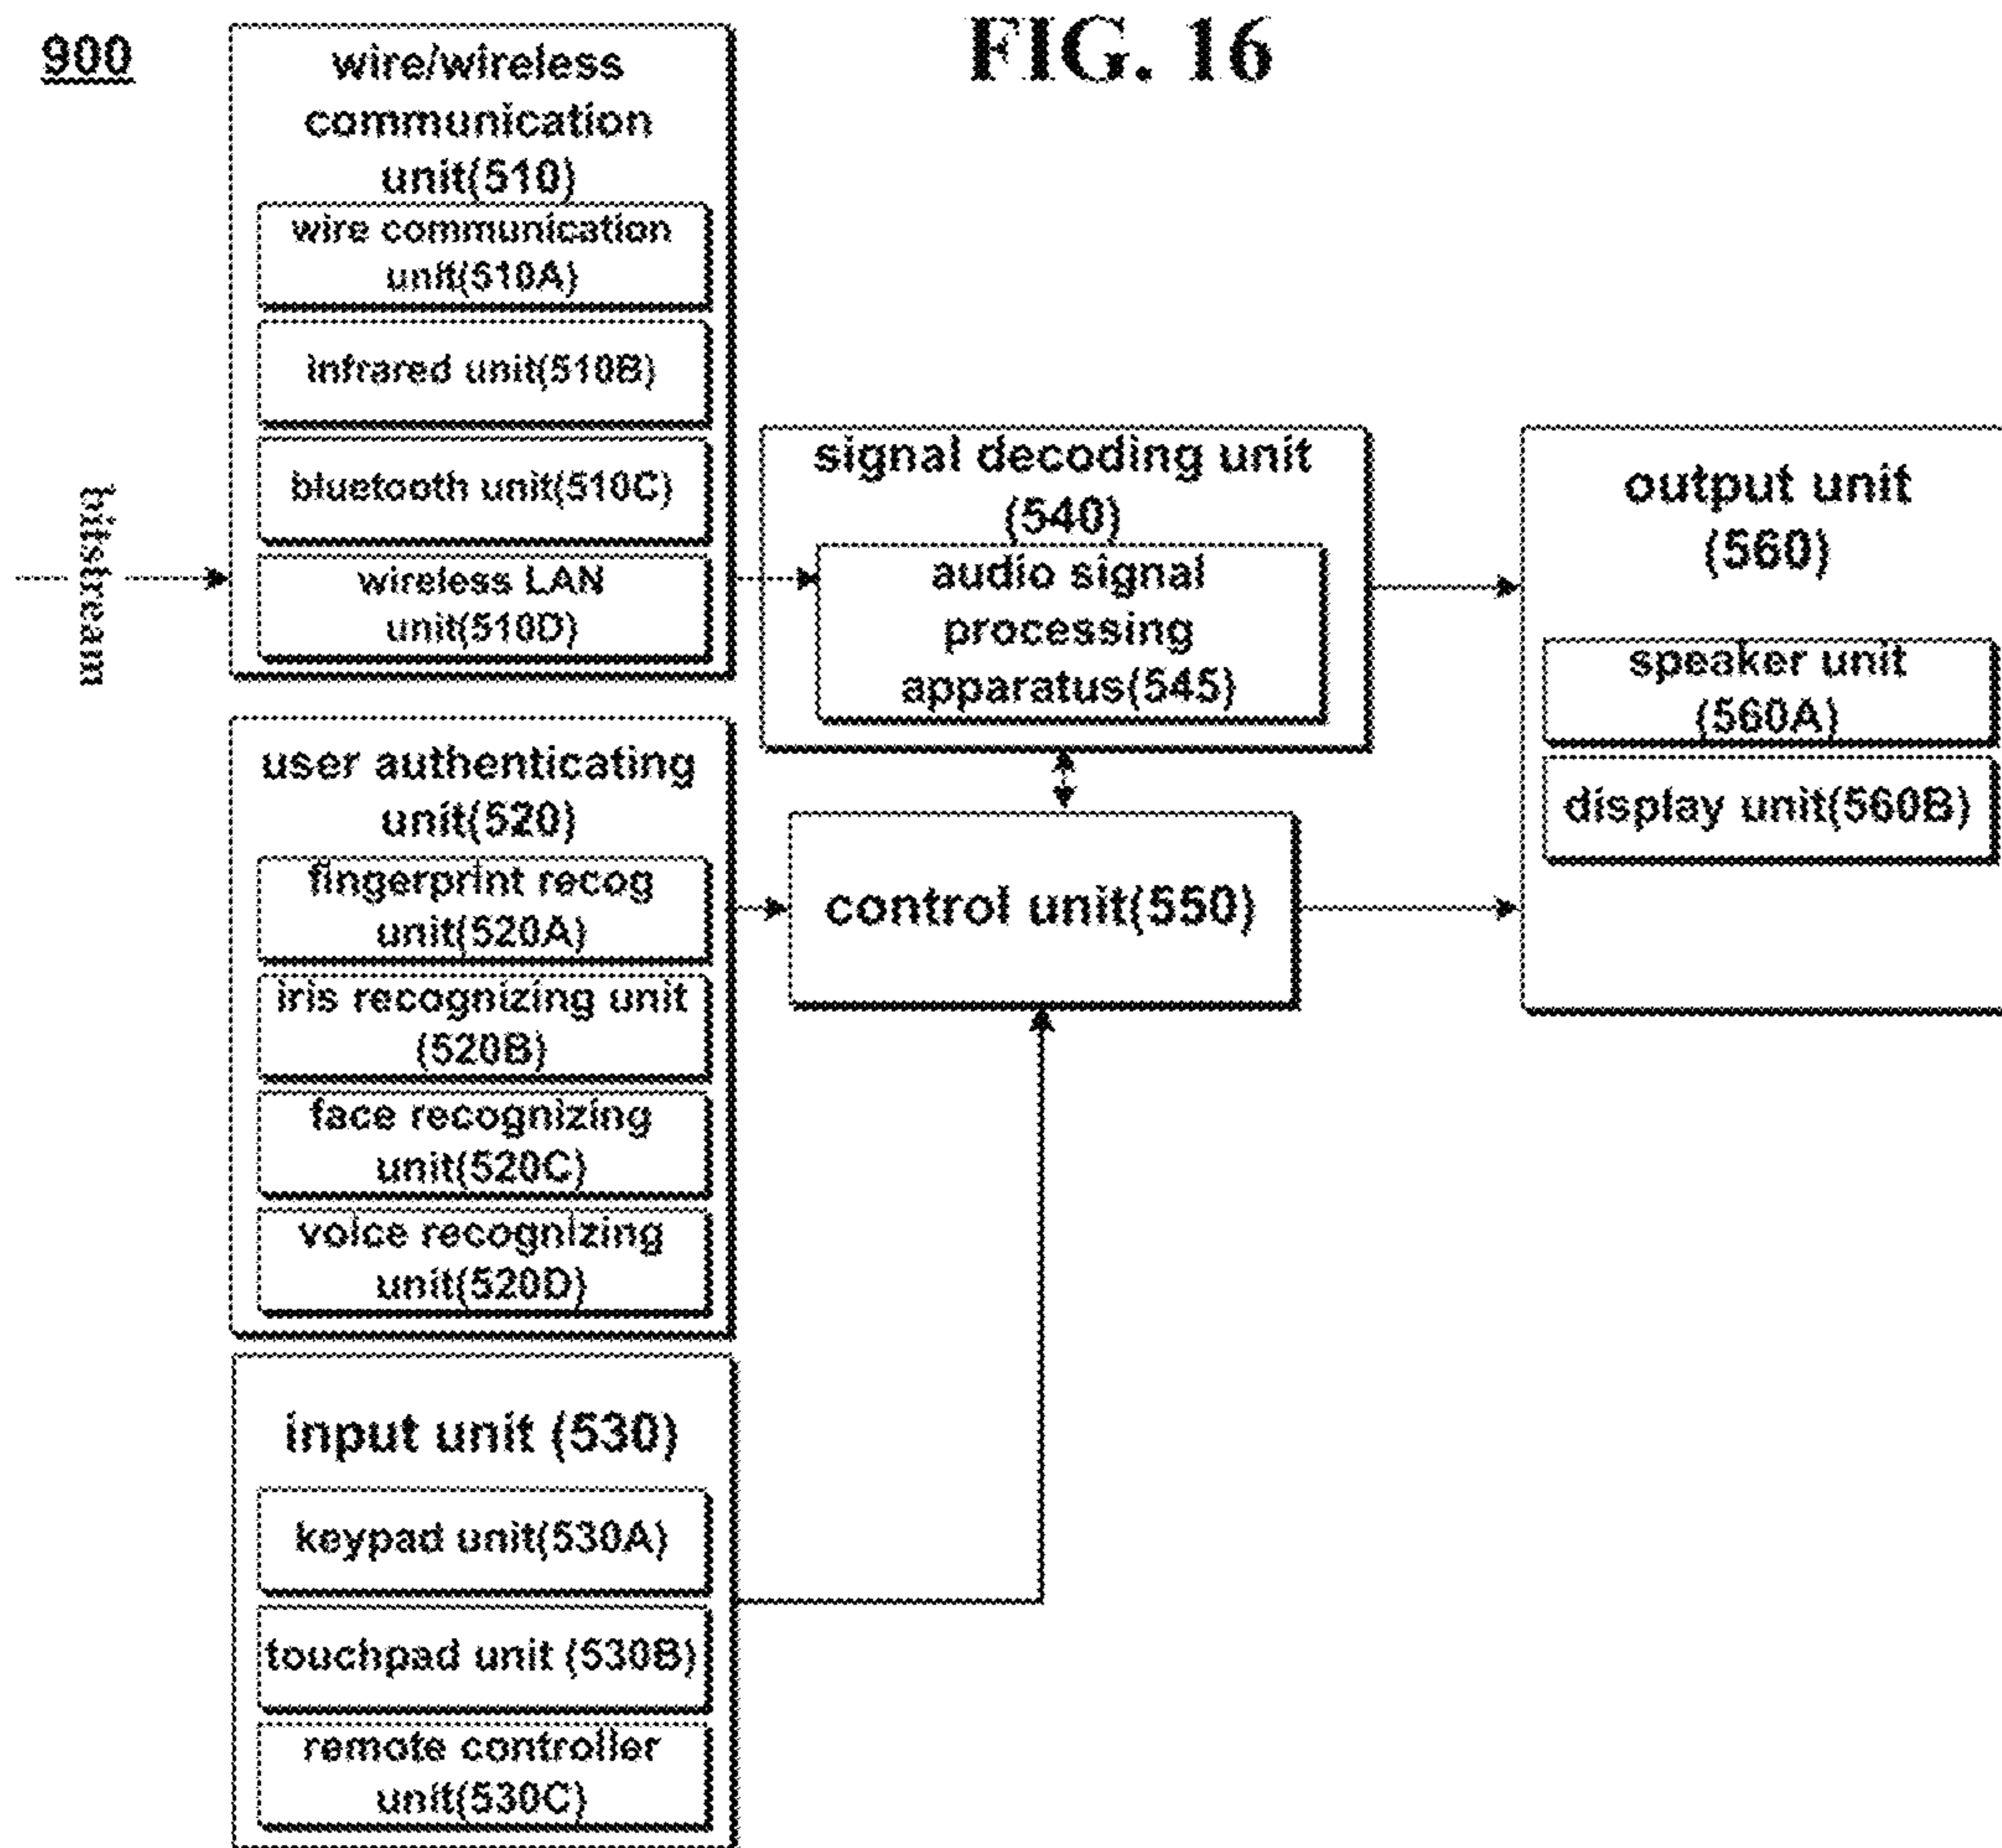 900
FIG. 16
wire/wireless
communication
unit(510)
wire communication
unit(510A)
infrared unit(510B)
bluetooth unit(510C)
wireless LAN
unit(510D)
bitstream
signal decoding unit
(540)
audio signal
processing
apparatus(545)
output unit
(560)
speaker unit
(560A)
display unit(560B)
user authenticating
unit(520)
fingerprint recog
unit(520A)
iris recognizing unit
(520B)
face recognizing
unit(520C)
voice recognizing
unit(520D)
control unit(550)
input unit (530)
keypad unit(530A)
touchpad unit (530B)
remote controller
unit(530C)